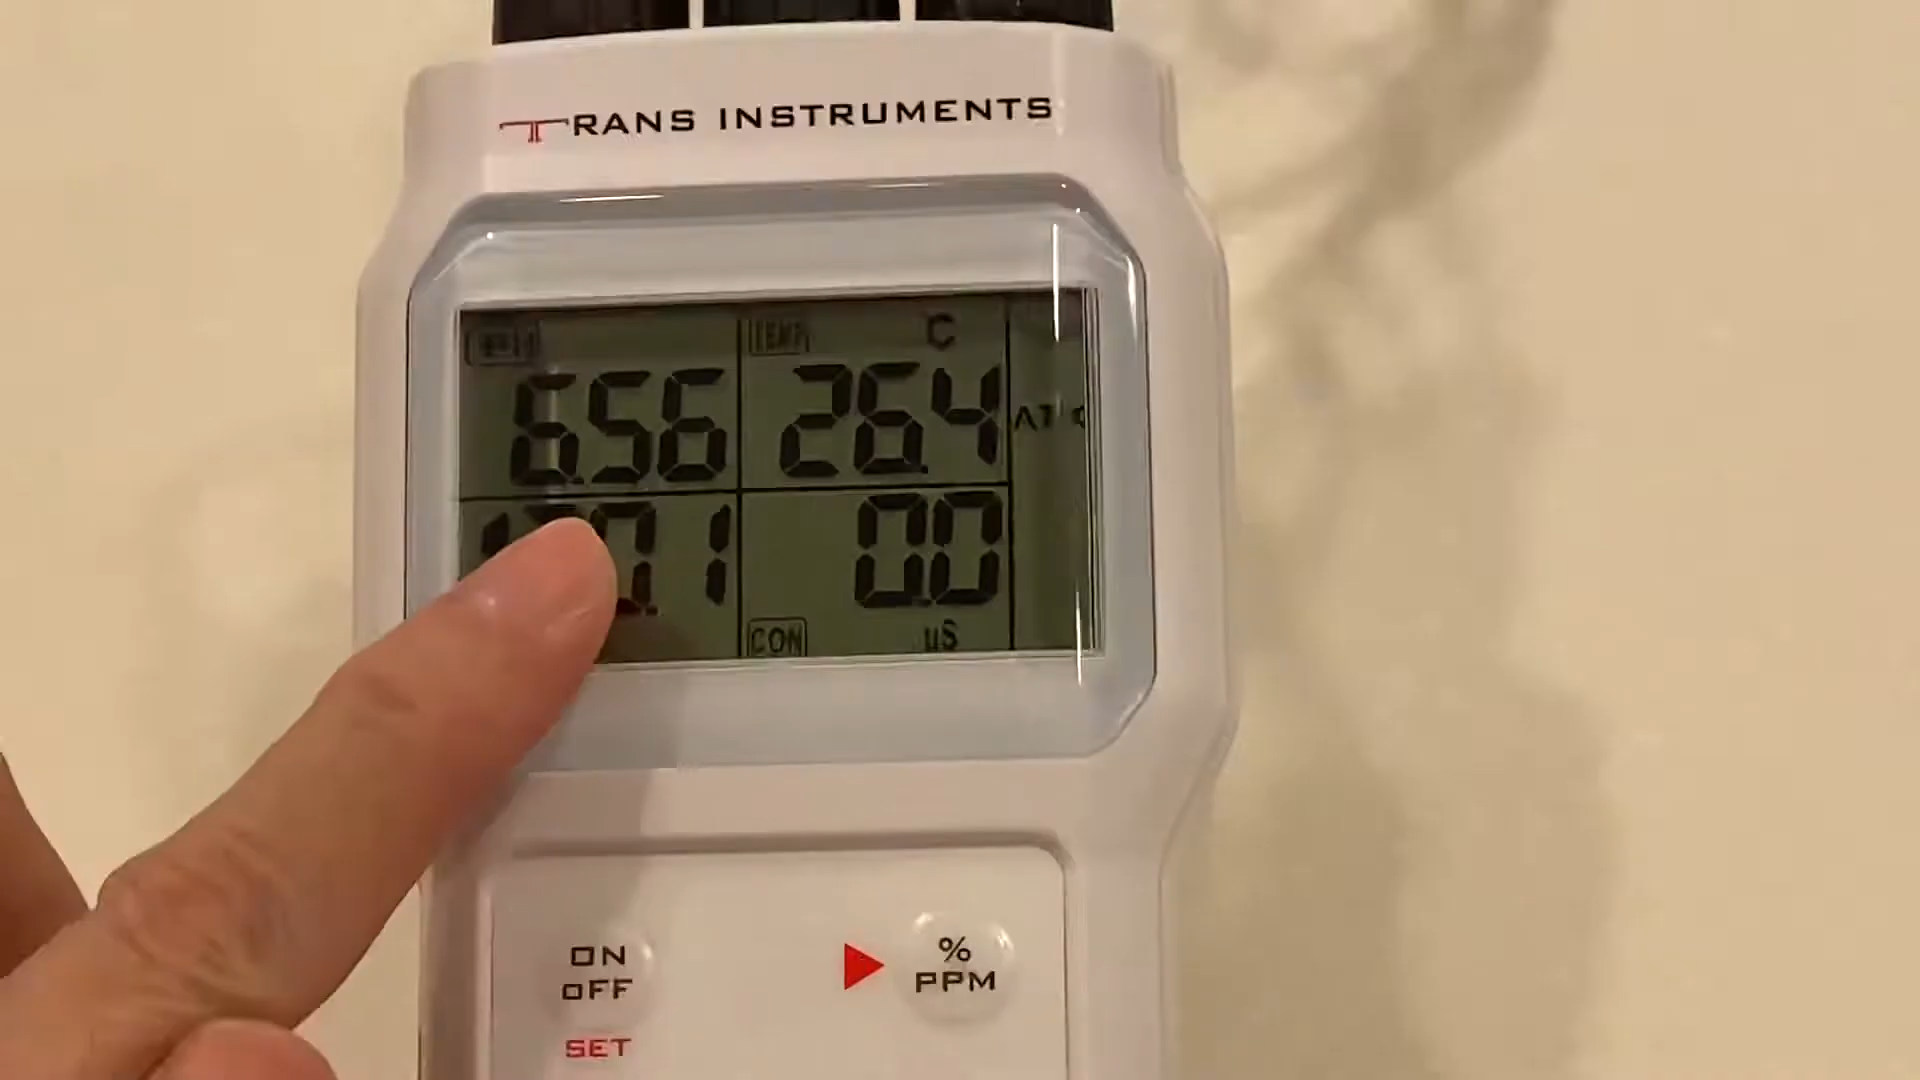 TRANS INSTRUMENTS
TEMP C
6.56 26.4
0.0
CON uS
ON % 
OFF PPM
SET